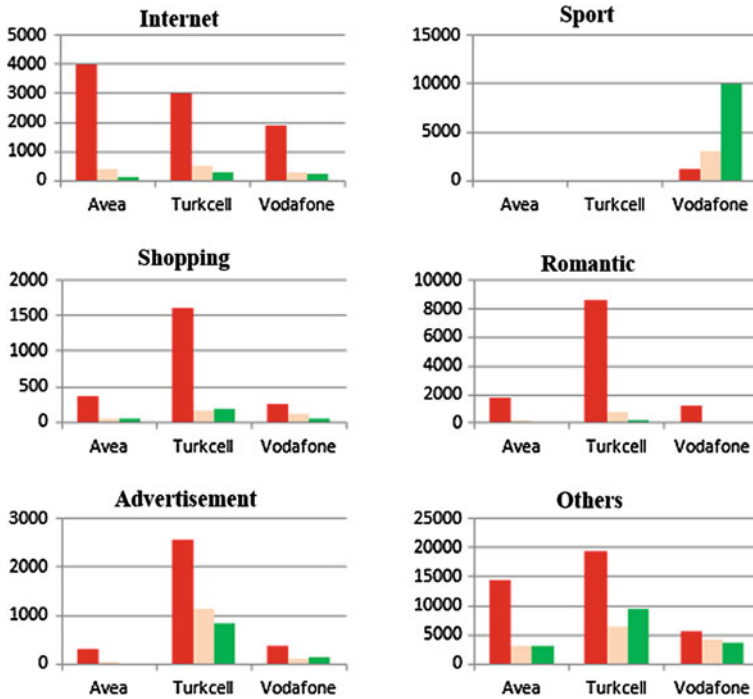 Internet
5000
4000
3000
2000
1000
0
Avea Turkcell Vodafone
Sport
15000
10000
5000
0
Avea Turkcell Vodafone
Shopping
2000
1500
1000
500
0
Avea Turkcell Vodafone
Romantic
10000
8000
6000
4000
2000
0
Avea Turkcell Vodafone
Advertisement
3000
2000
1000
0
Avea Turkcell Vodafone
Others
25000
20000
15000
10000
5000
0
Avea Turkcell Vodafone